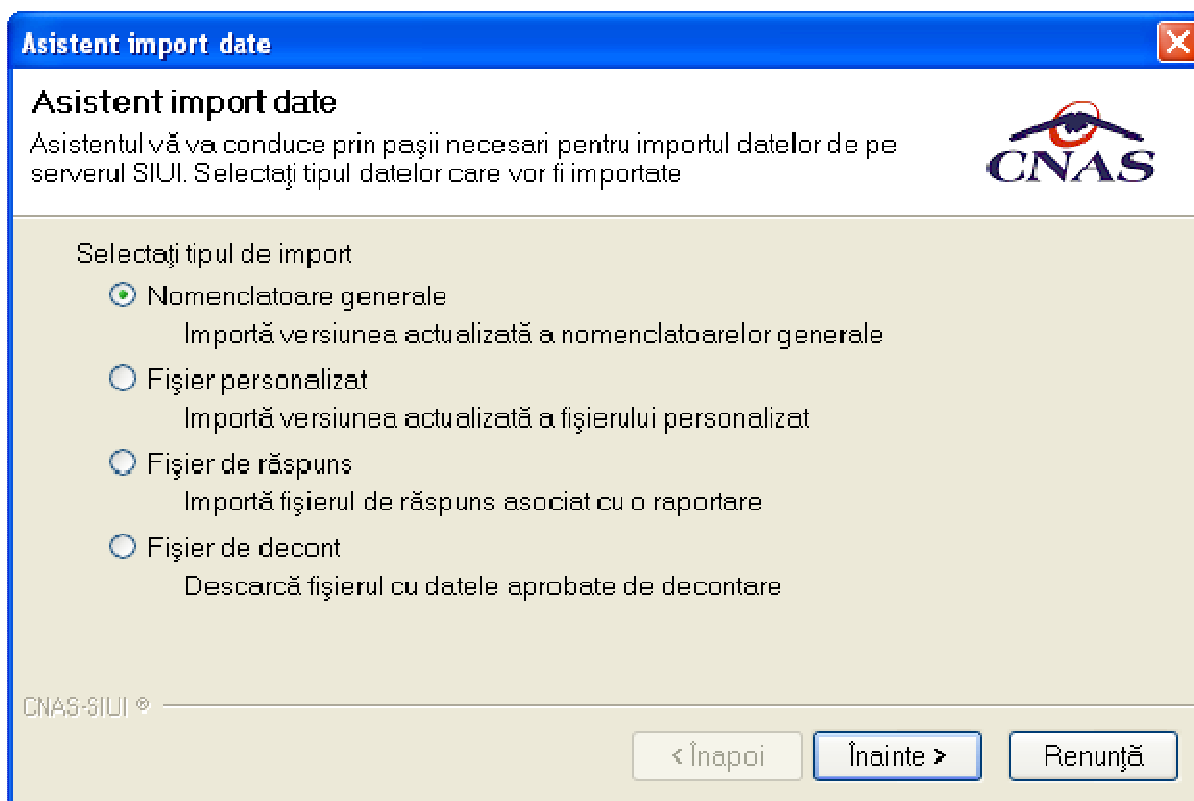 Asistent import date
Asistent import date
Asistentul vă va conduce prin paşii necesari pentru importul datelor de pe
serverul SIUI. Selectaţi tipul datelor care vor fi importate
CNAS
Selectaţi tipul de import
Nomenclatoare generale
Importă versiunea actualizată a nomenclatoarelor generale
Fişier personalizat
Importă versiunea actualizată a fişierului personalizat
Fişier de răspuns
Importă fişierul de răspuns asociat cu o raportare
Fişier de decont
Descarcă fişierul cu datele aprobate de decontare
CNAS-SIUI ®
< Înapoi
Înainte >
Renunţă